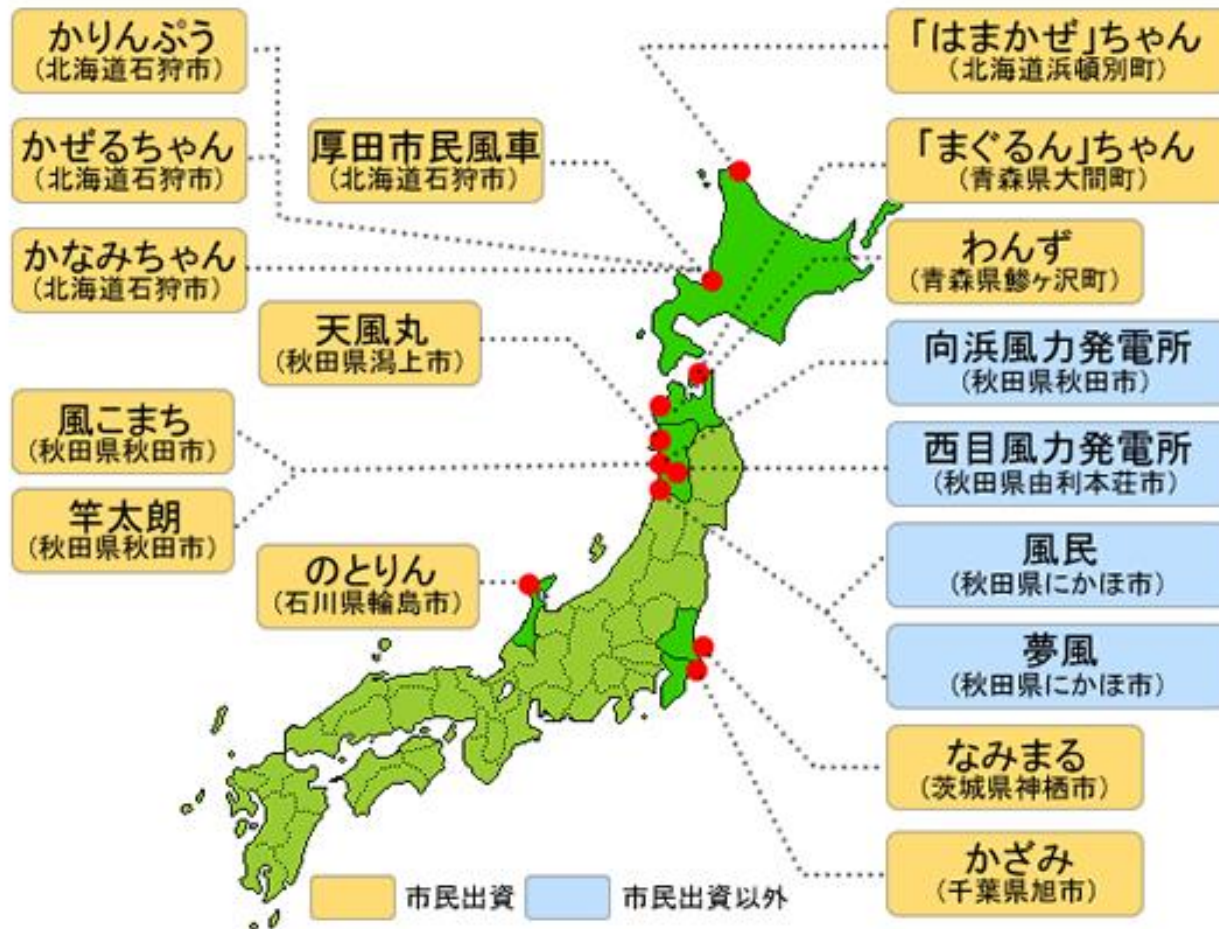 かりんぷう
(北海道石狩市)
かぜるちゃん
(北海道石狩市)
かなみちゃん
(北海道石狩市)
厚田市民風車
(北海道石狩市)
天風丸
(秋田県潟上市)
風こまち
(秋田県秋田市)
竿太朗
(秋田県秋田市)
のとりん
(石川県輪島市)
「はまかぜ」ちゃん
(北海道浜頓別町)
「まぐるん」ちゃん
(青森県大間町)
わんず
(青森県鰺ヶ沢町)
向浜風力発電所
(秋田県秋田市)
西目風力発電所
(秋田県由利本荘市)
風民
(秋田県にかほ市)
夢風
(秋田県にかほ市)
なみまる
(茨城県神栖市)
かざみ
(千葉県旭市)
市民出資
市民出資以外